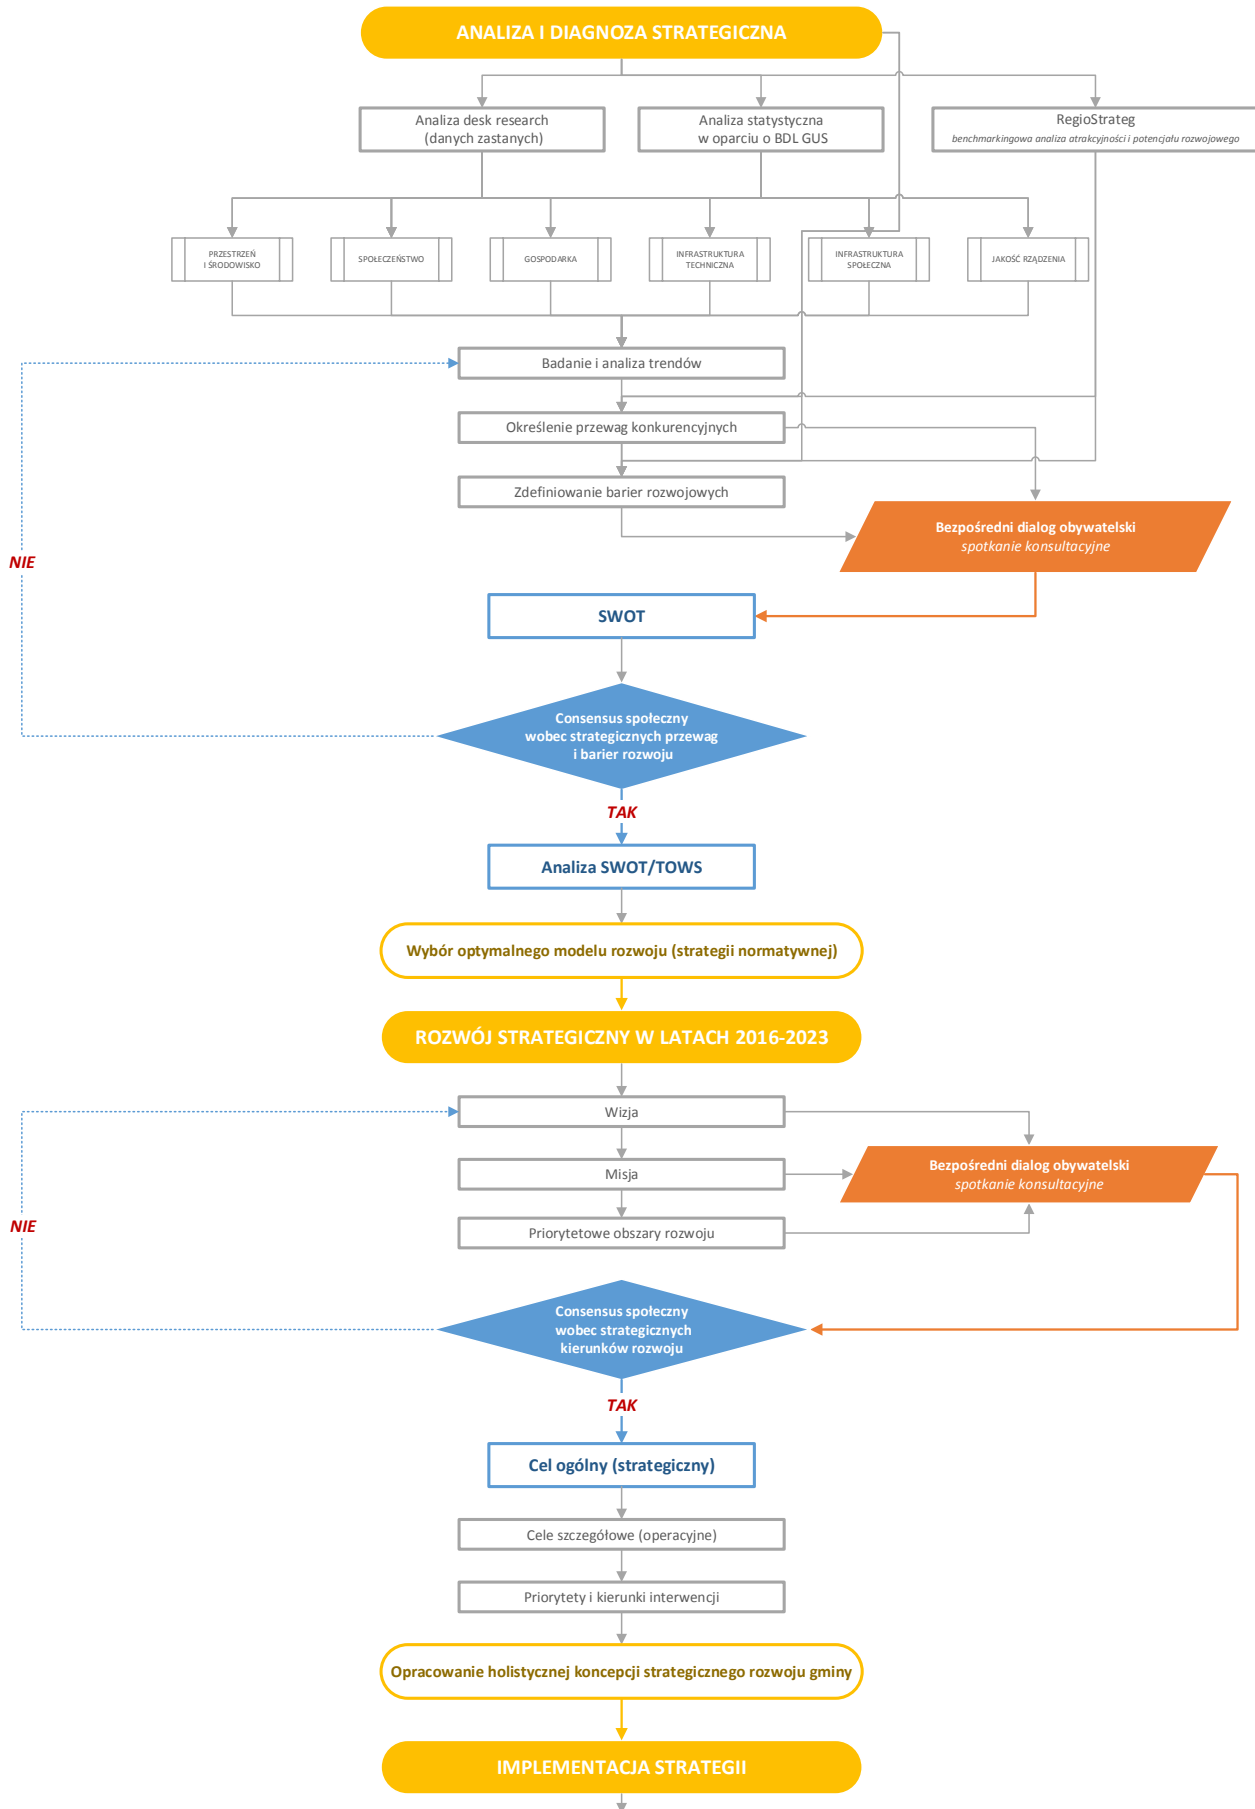 ANALIZA I DIAGNOZA STRATEGICZNA
Analiza desk research
(danych zastanych)
Analiza statystyczna
w oparciu o BDL GUS
RegioStrateg
benchmarkingowa analiza atrakcyjności i potencjału rozwojowego
PRZESTRZEŃ
I ŚRODOWISKO
SPOŁECZEŃSTWO
GOSPODARKA
INFRASTRUKTURA
TECHNICZNA
INFRASTRUKTURA
SPOŁECZNA
JAKOŚĆ RZĄDZENIA
Badanie i analiza trendów
Określenie przewag konkurencyjnych
Zdefiniowanie barier rozwojowych
Bezpośredni dialog obywatelski
spotkanie konsultacyjne
NIE
SWOT
Consensus społeczny
wobec strategicznych przewag
i barier rozwoju
TAK
Analiza SWOT/TOWS
Wybór optymalnego modelu rozwoju (strategii normatywnej)
ROZWÓJ STRATEGICZNY W LATACH 2016-2023
Wizja
Misja
Bezpośredni dialog obywatelski
spotkanie konsultacyjne
NIE
Priorytetowe obszary rozwoju
Consensus społeczny
wobec strategicznych
kierunków rozwoju
TAK
Cel ogólny (strategiczny)
Cele szczegółowe (operacyjne)
Priorytety i kierunki interwencji
Opracowanie holistycznej koncepcji strategicznego rozwoju gminy
IMPLEMENTACJA STRATEGII